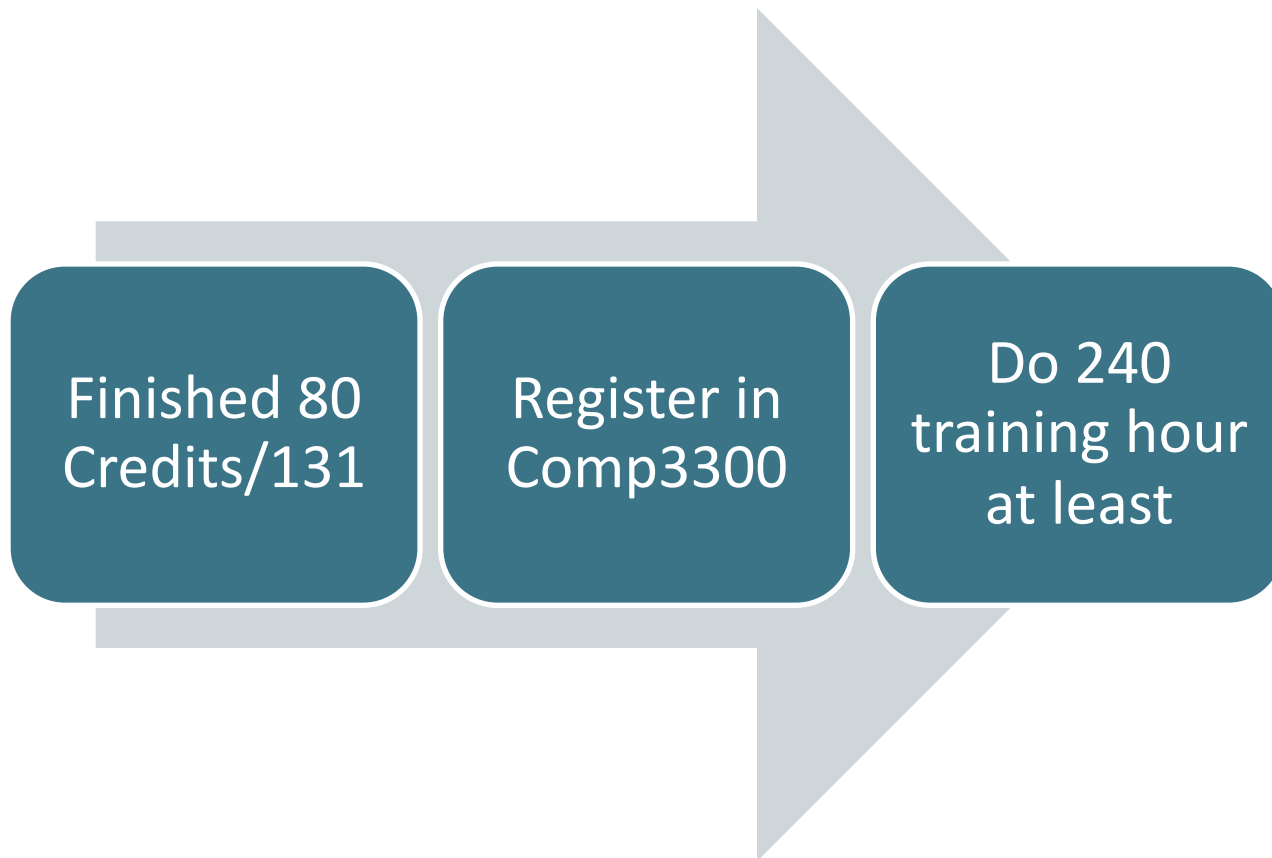 Finished 80
Credits/131
Register in
Comp3300
Do 240
training hour
at least